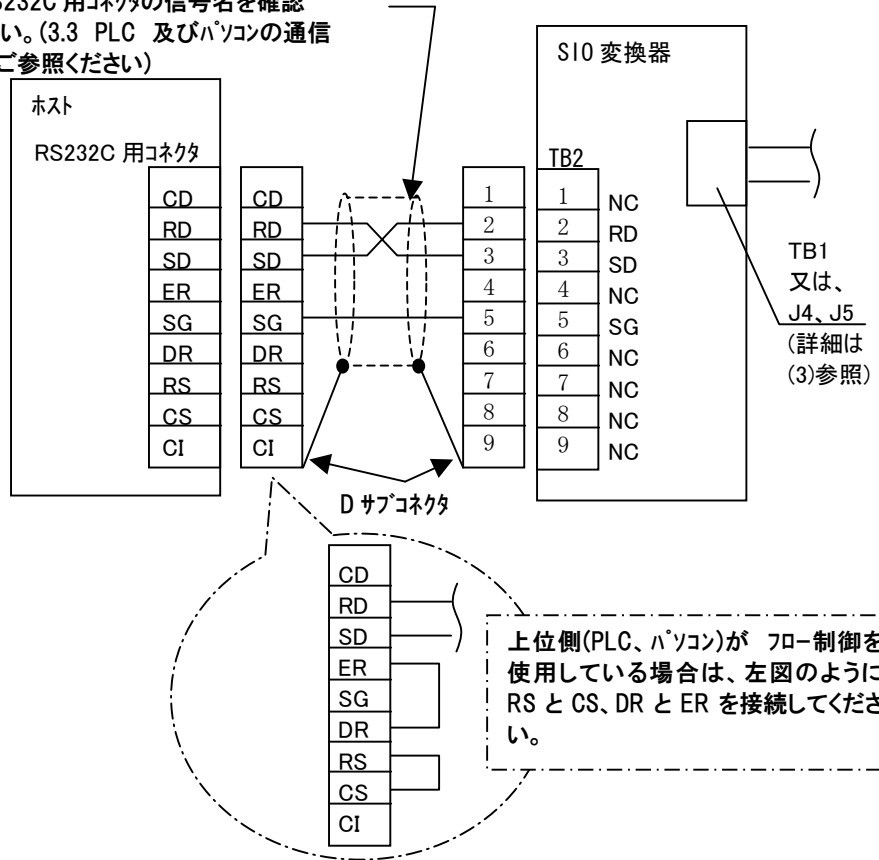 S232C 用コネクタの信号名を確認
い。(3.3 PLC 及びパソコンの通信
ご参照ください)
SIO 変換器
ホスト
RS232C 用コネクタ
TB2
CD
RD
SD
ER
SG
DR
RS
CS
CI
CD
RD
SD
ER
SG
DR
RS
CS
CI
1
2
3
4
5
6
7
8
9
1
2
3
4
5
6
7
8
9
NC
RD
SD
NC
SG
NC
NC
NC
NC
TB1
又は、
J4、J5
(詳細は
(3)参照)
D サブコネクタ
CD
RD
SD
ER
SG
DR
RS
CS
CI
上位側(PLC、パソコン)が フロー制御を
使用している場合は、左図のように
RS と CS、DR と ER を接続してくださ
い。